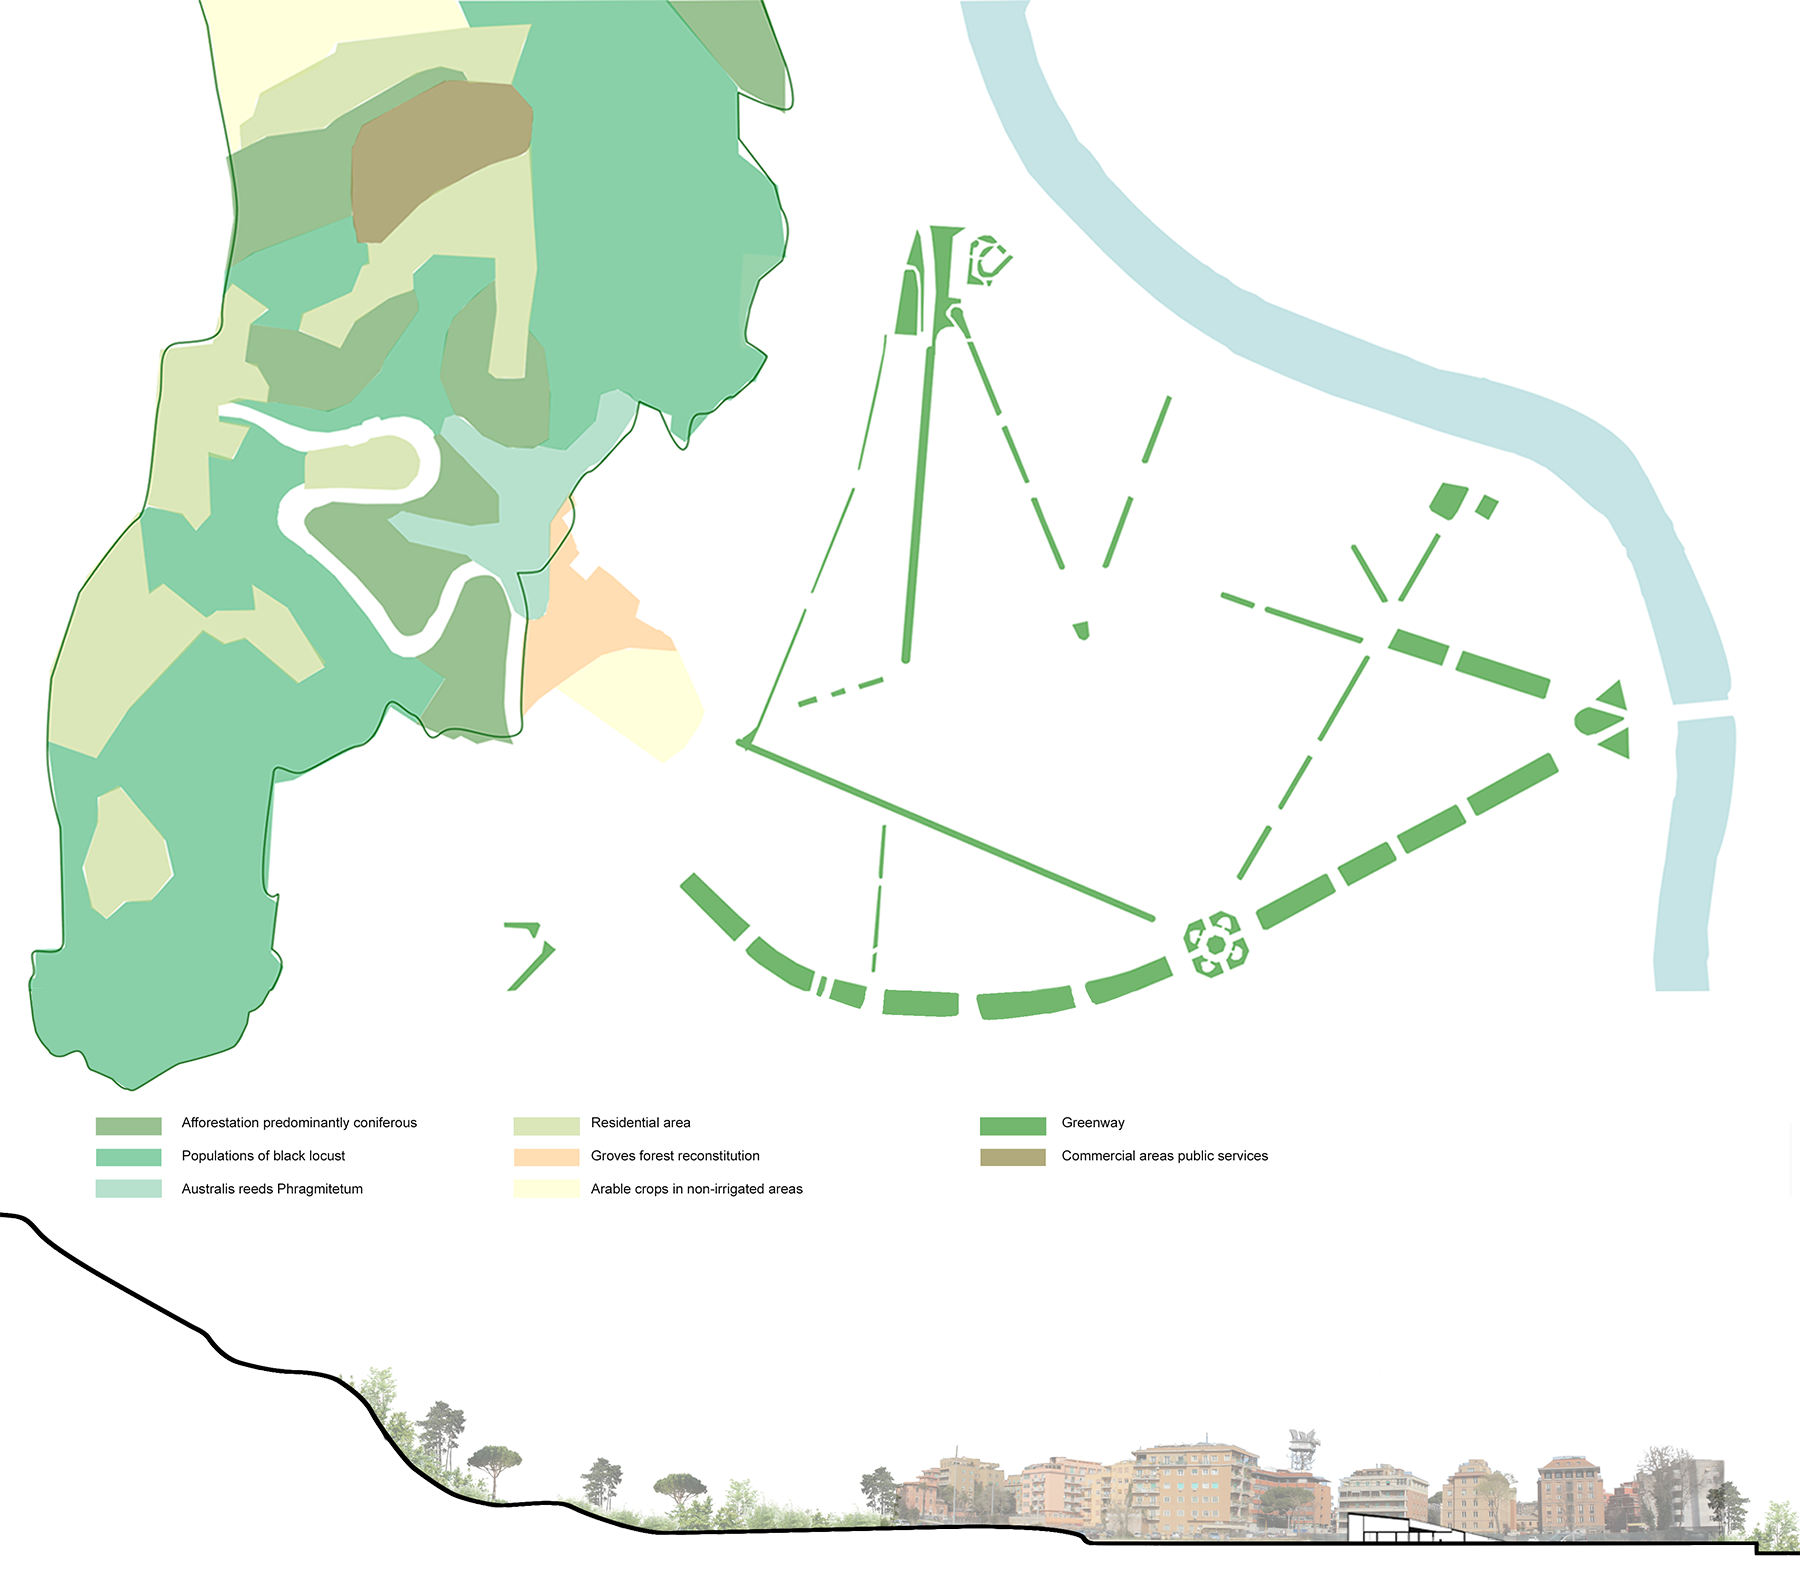 Afforestation predominantly coniferous
Populations of black locust
Australis reeds Phragmitetum
Residential area
Groves forest reconstitution
Arable crops in non-irrigated areas
Greenway
Commercial areas public services